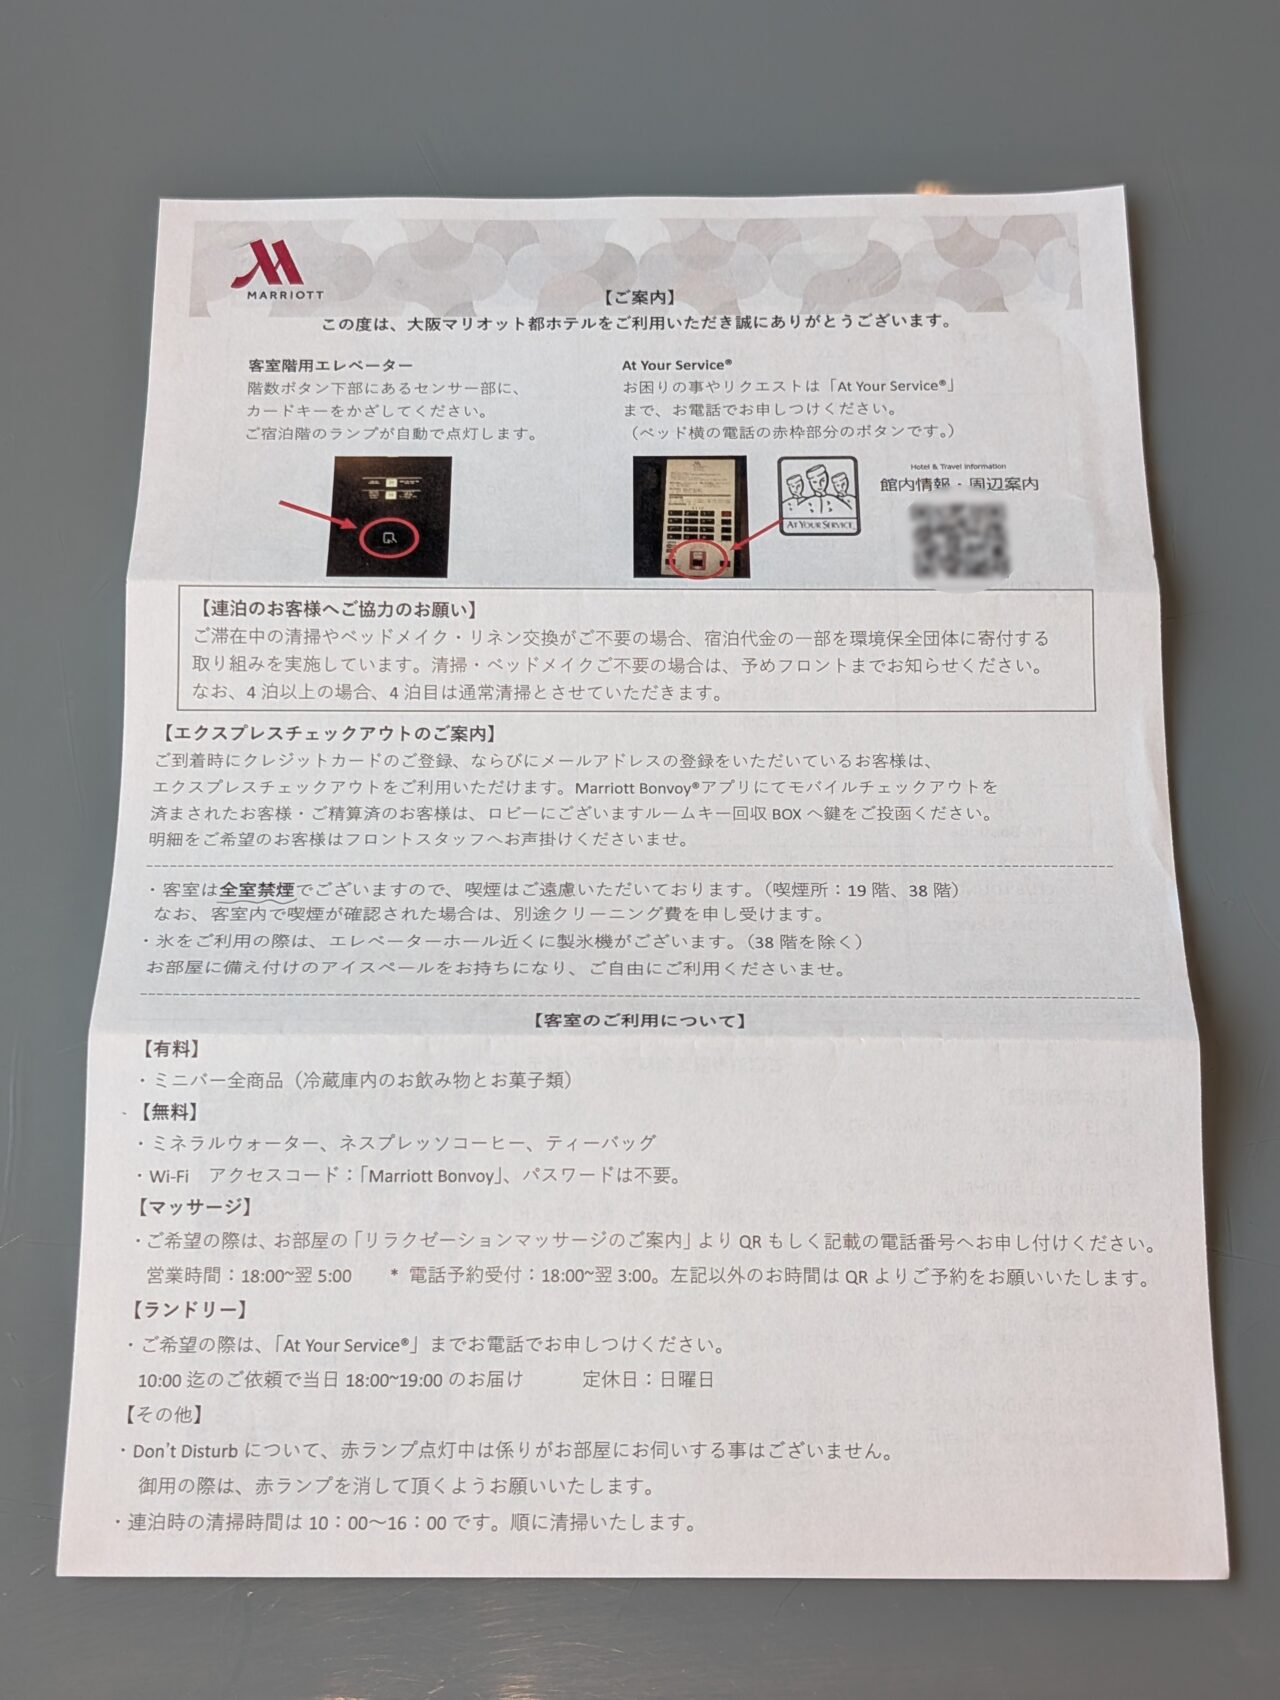 MARRIOTT
【ご案内】
この度は、大阪マリオット都ホテルをご利用いただき誠にありがとうございます。
客室階用エレベーター
階数ボタン下部にあるセンサー部に、
カードキーをかざしてください。
ご宿泊階のランプが自動で点灯します。
At Your Service®
お困りの事やリクエストは「At Your Service®」
まで、お電話でお申しつけください。
（ベッド横の電話の赤枠部分のボタンです。）
AT YOUR SERVICE
Hotel & Travel Information
館内情報・周辺案内
【連泊のお客様へご協力のお願い】
ご滞在中の清掃やベッドメイク・リネン交換がご不要の場合、宿泊代金の一部を環境保全団体に寄付する
取り組みを実施しています。清掃・ベッドメイクご不要の場合は、予めフロントまでお知らせください。
なお、4 泊以上の場合、4 泊目は通常清掃とさせていただきます。
【エクスプレスチェックアウトのご案内】
ご到着時にクレジットカードのご登録、ならびにメールアドレスの登録をいただいているお客様は、
エクスプレスチェックアウトをご利用いただけます。Marriott Bonvoy®アプリにてモバイルチェックアウトを
済まされたお客様・ご精算済のお客様は、ロビーにございますルームキー回収 BOX へ鍵をご投函ください。
明細をご希望のお客様はフロントスタッフへお声掛けくださいませ。
・客室は全室禁煙でございますので、喫煙はご遠慮いただいております。（喫煙所：19 階、38 階）
なお、客室内で喫煙が確認された場合は、別途クリーニング費を申し受けます。
・氷をご利用の際は、エレベーターホール近くに製氷機がございます。（38 階を除く）
お部屋に備え付けのアイスペールをお持ちになり、ご自由にご利用くださいませ。
【客室のご利用について】
【有料】
・ミニバー全商品（冷蔵庫内のお飲み物とお菓子類）
【無料】
・ミネラルウォーター、ネスプレッソコーヒー、ティーバッグ
・Wi-Fi　アクセスコード：「Marriott Bonvoy」、パスワードは不要。
【マッサージ】
・ご希望の際は、お部屋の「リラクゼーションマッサージのご案内」より QR もしく記載の電話番号へお申し付けください。
営業時間：18:00~翌 5:00　　* 電話予約受付：18:00~翌 3:00。左記以外のお時間は QR よりご予約をお願いいたします。
【ランドリー】
・ご希望の際は、「At Your Service®」までお電話でお申しつけください。
10:00 迄のご依頼で当日 18:00~19:00 のお届け　　　定休日：日曜日
【その他】
・Don't Disturb について、赤ランプ点灯中は係りがお部屋にお伺いする事はございません。
御用の際は、赤ランプを消して頂くようお願いいたします。
・連泊時の清掃時間は 10：00～16：00 です。順に清掃いたします。